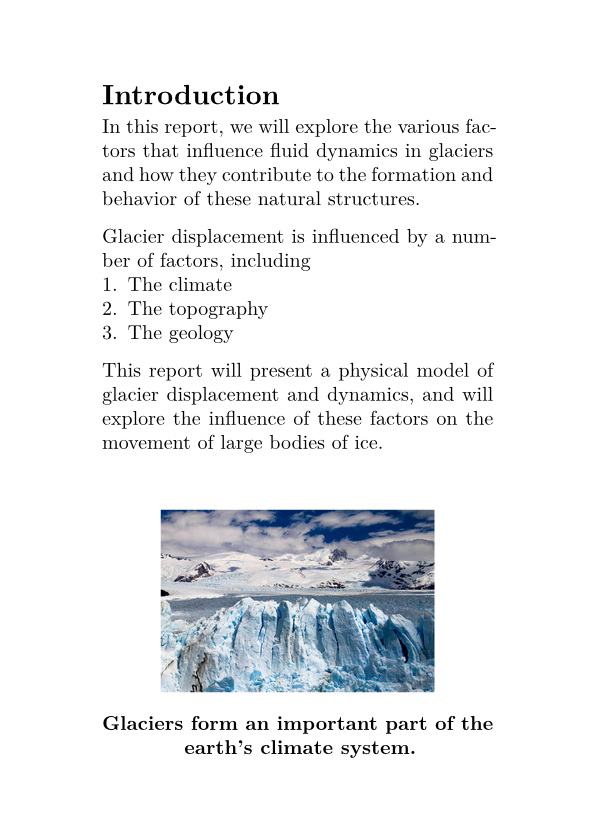 Introduction
In this report, we will explore the various fac-
tors that influence fluid dynamics in glaciers
and how they contribute to the formation and
behavior of these natural structures.
Glacier displacement is influenced by a num-
ber of factors, including
1. The climate
2. The topography
3. The geology
This report will present a physical model of
glacier displacement and dynamics, and will
explore the influence of these factors on the
movement of large bodies of ice.
Glaciers form an important part of the
earth's climate system.